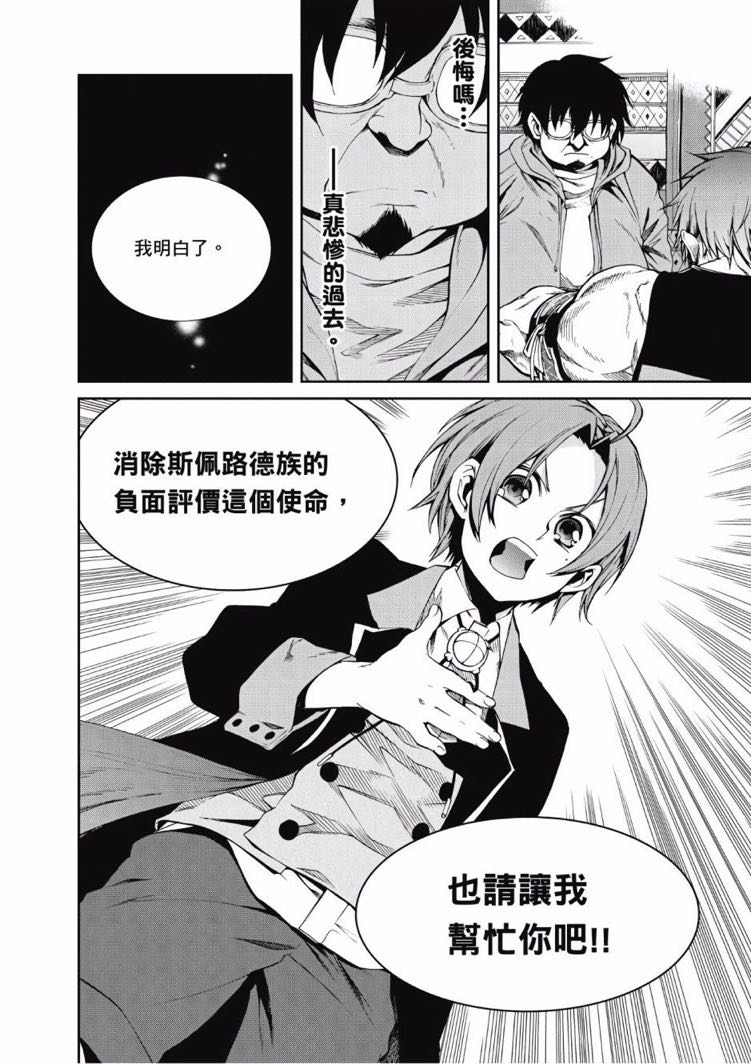 後悔嗎…
——真悲慘的過去。
我明白了。
消除斯佩路德族的
負面評價這個使命，
也請讓我
幫忙你吧!!